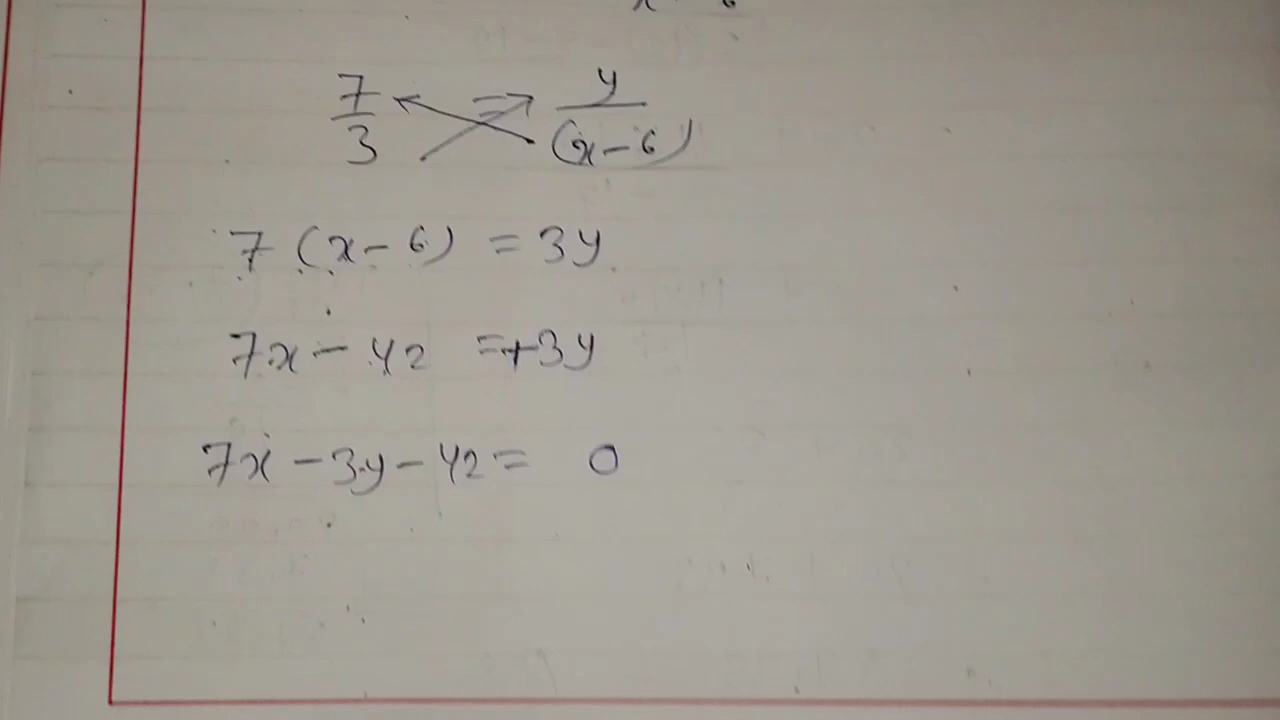 7/3 = y/(x-6)
7 (x-6) = 3y
7x - 42 = +3y
7x - 3y - 42 = 0